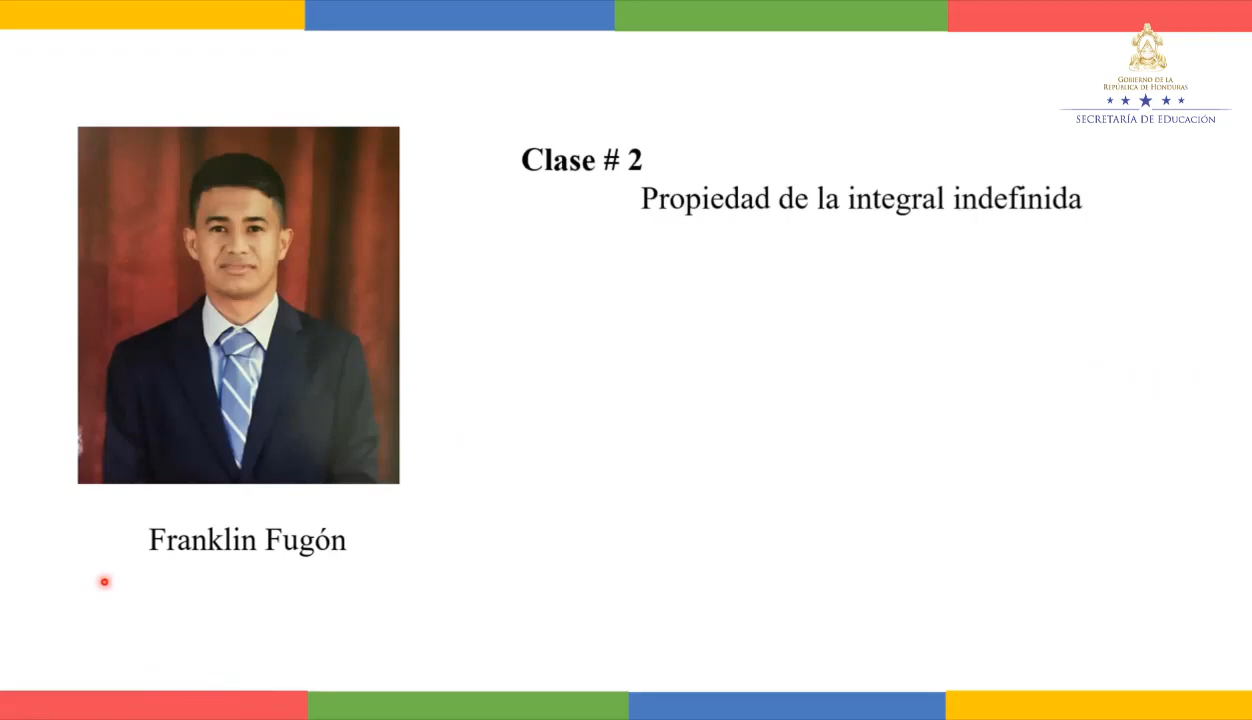 GOBIERNO DE LA
REPÚBLICA DE HONDURAS
SECRETARÍA DE EDUCACIÓN
Clase # 2
Propiedad de la integral indefinida
Franklin Fugón